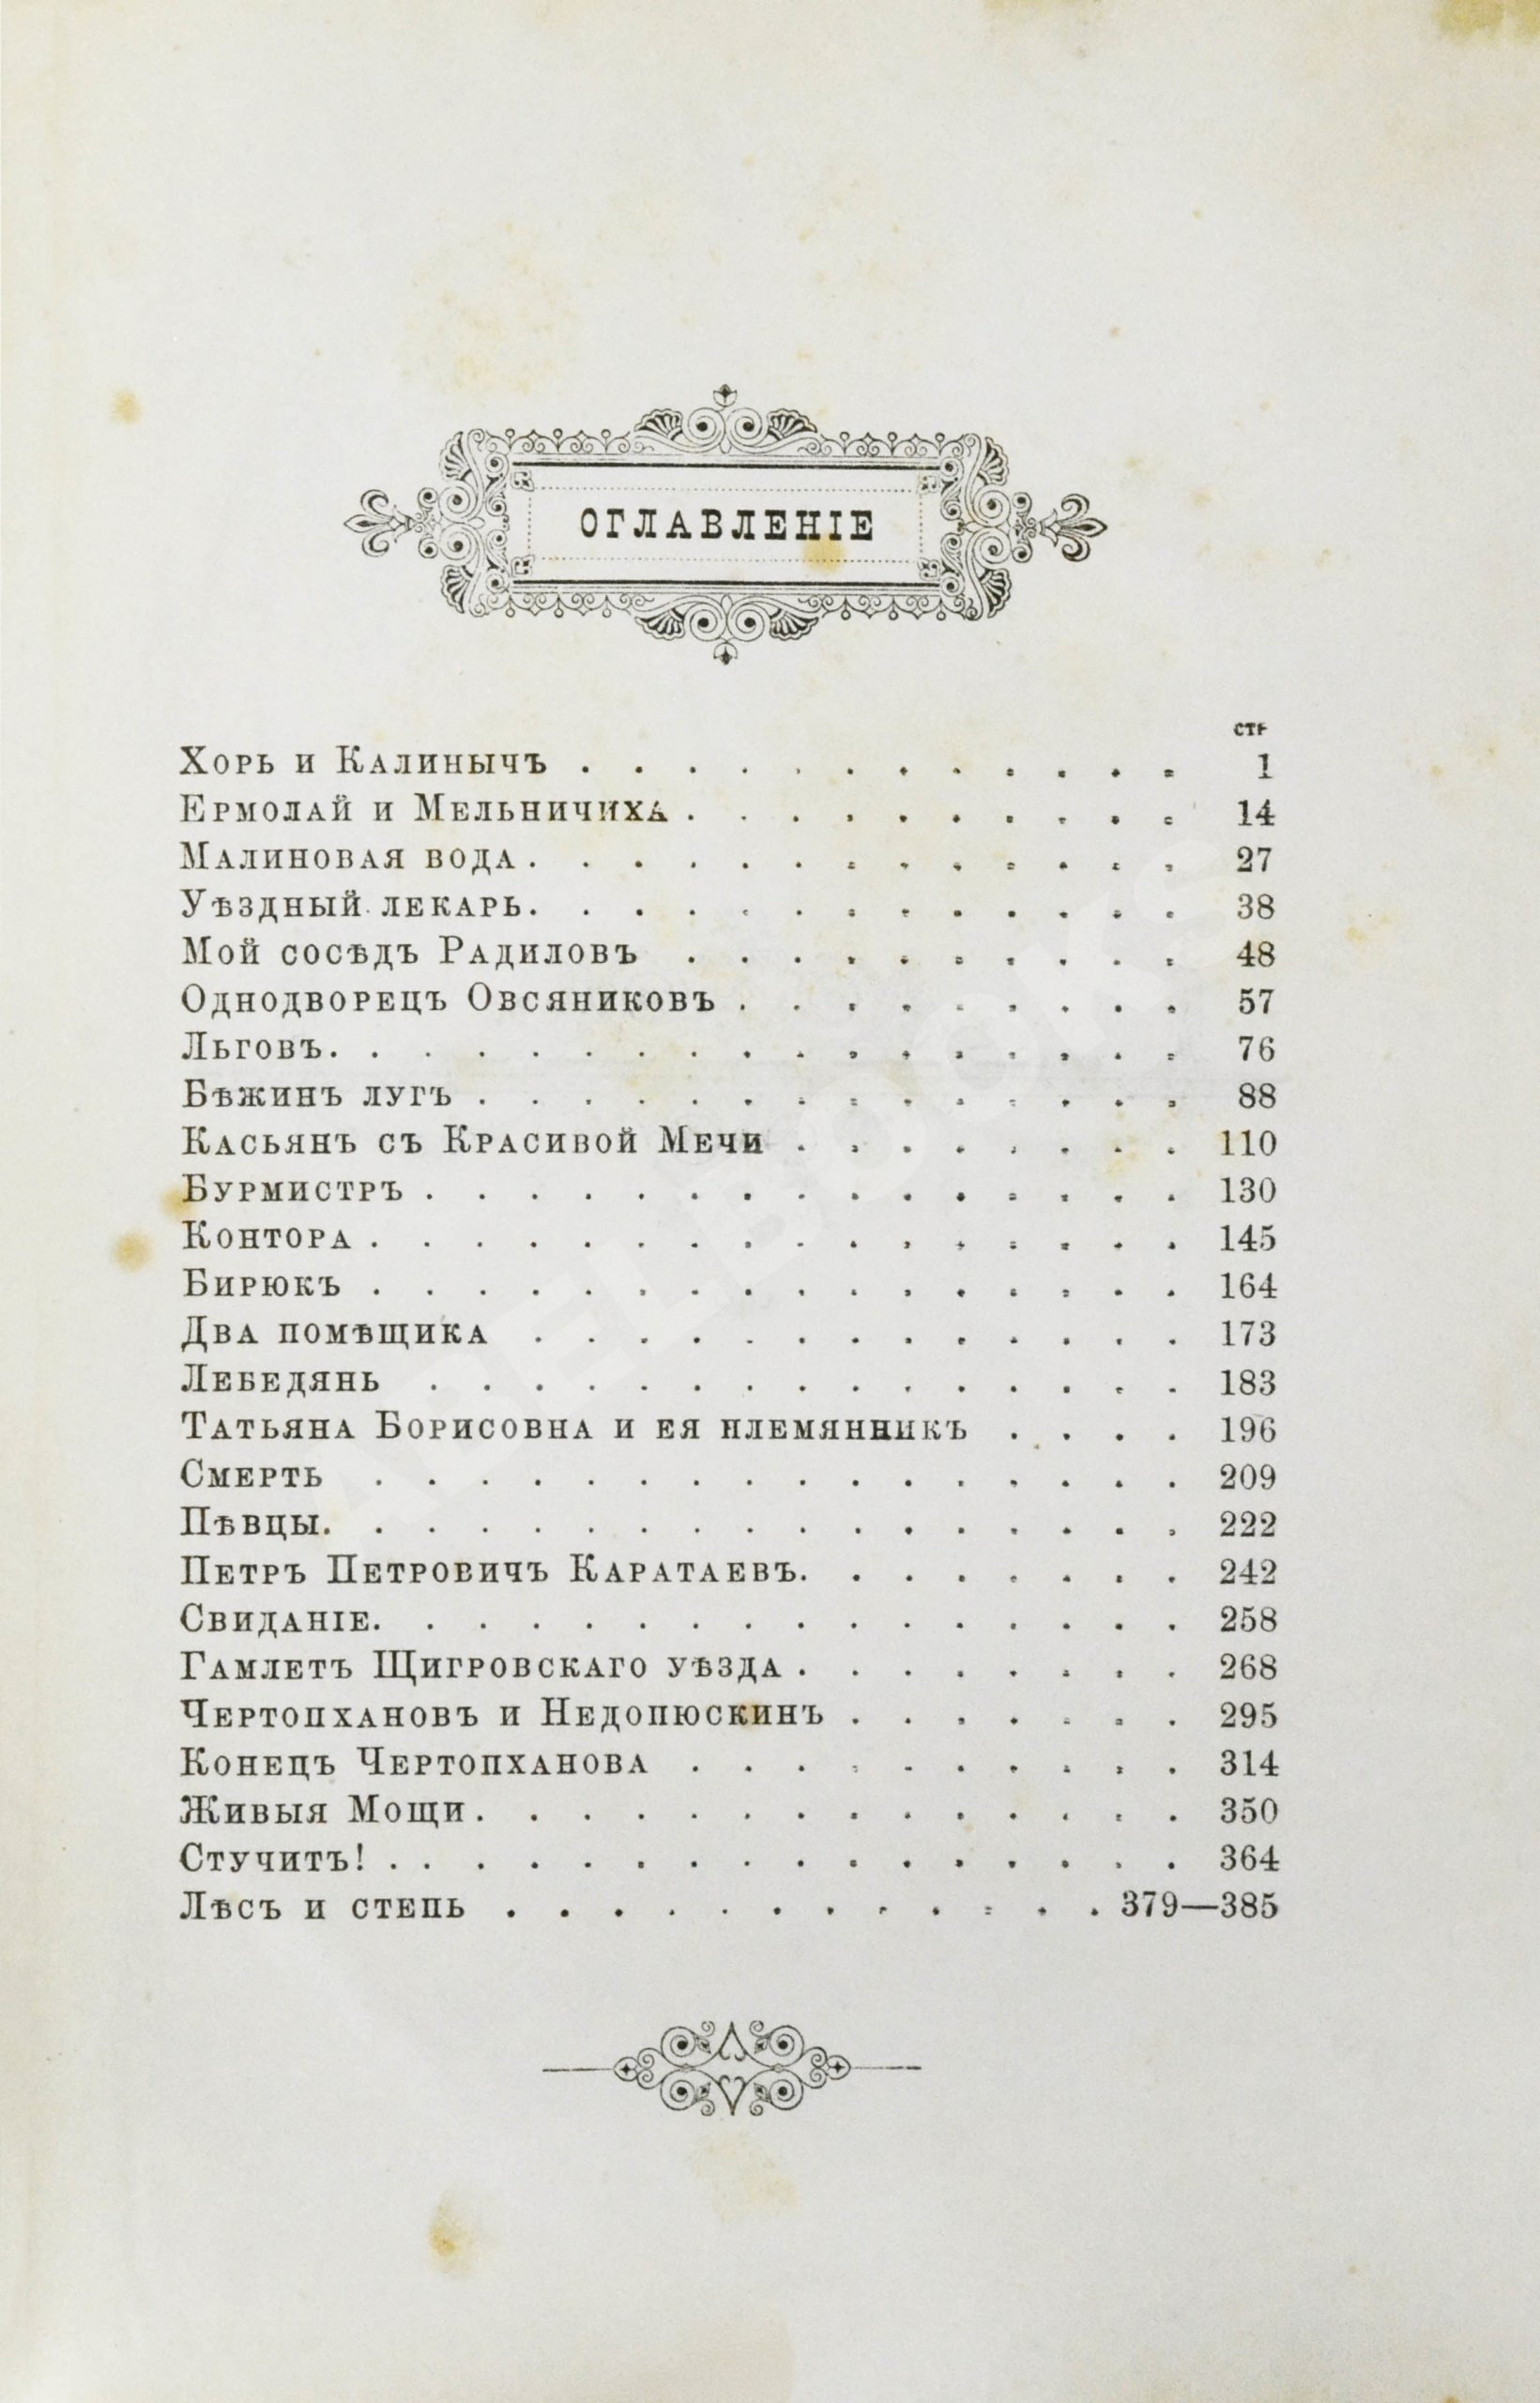 ОГЛАВЛЕНІЕ
стр
Хорь и Калинычъ . . . . . . . . . . . . 1
Ермолай и Мельничиха . . . . . . . . . . 14
Малиновая вода . . . . . . . . . . . . . 27
Уѣздный лекарь . . . . . . . . . . . . . 38
Мой сосѣдъ Радиловъ . . . . . . . . . . 48
Однодворецъ Овсяниковъ . . . . . . . . . 57
Льговъ . . . . . . . . . . . . . . . . . 76
Бѣжинъ лугъ . . . . . . . . . . . . . . 88
Касьянъ съ Красивой Мечи . . . . . . . . 110
Бурмистръ . . . . . . . . . . . . . . . 130
Контора . . . . . . . . . . . . . . . . 145
Бирюкъ . . . . . . . . . . . . . . . . 164
Два помѣщика . . . . . . . . . . . . . 173
Лебедянь . . . . . . . . . . . . . . . 183
Татьяна Борисовна и ея племянникъ . . . . 196
Смерть . . . . . . . . . . . . . . . . 209
Пѣвцы . . . . . . . . . . . . . . . . . 222
Петръ Петровичъ Каратаевъ . . . . . . . . 242
Свиданіе . . . . . . . . . . . . . . . . 258
Гамлетъ Щигровскаго уѣзда . . . . . . . . 268
Чертопхановъ и Недопюскинъ . . . . . . . 295
Конецъ Чертопханова . . . . . . . . . . 314
Живыя Мощи . . . . . . . . . . . . . . 350
Стучитъ! . . . . . . . . . . . . . . . . 364
Лѣсъ и степь . . . . . . . . . . . . 379—385
ABELBOOKS